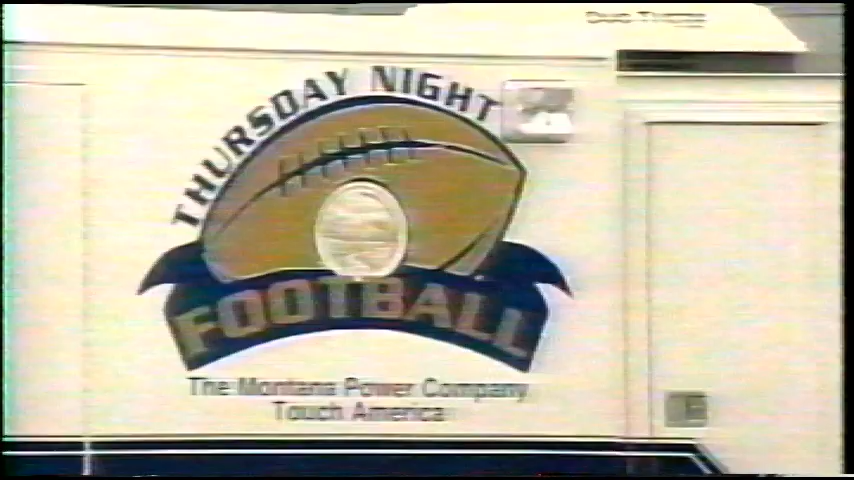 THURSDAY NIGHT
FOOTBALL
The Montana Power Company
Touch America